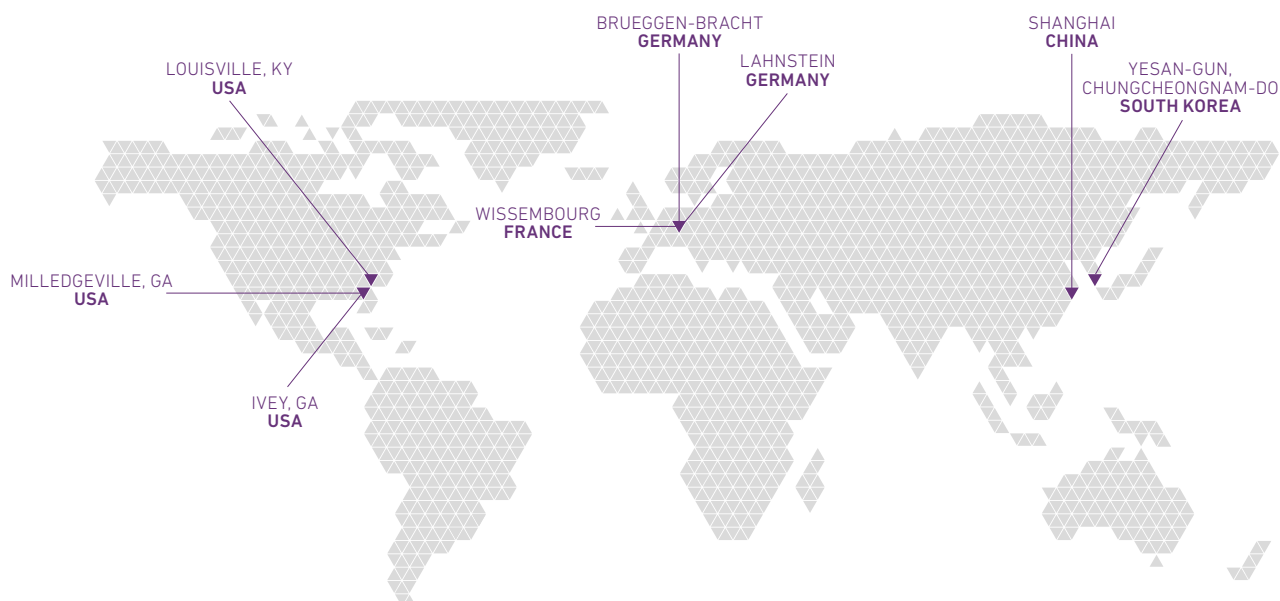 BRUEGGEN-BRACHT
GERMANY
SHANGHAI
CHINA
LAHNSTEIN
GERMANY
LOUISVILLE, KY
USA
YESAN-GUN,
CHUNGCHEONGNAM-DO
SOUTH KOREA
WISSEMBOURG
FRANCE
MILLEDGEVILLE, GA
USA
IVEY, GA
USA